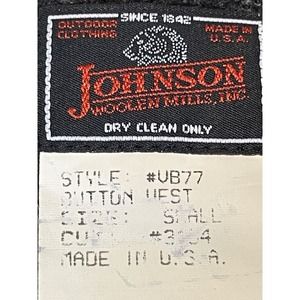 SINCE 1842
OUTDOOR
CLOTHING
MADE IN
U.S.A.
JOHNSON
WOOLEN MILLS, INC.
DRY CLEAN ONLY
STYLE: #VB77
BUTTON VEST
SIZE: SMALL
MADE IN U.S.A.